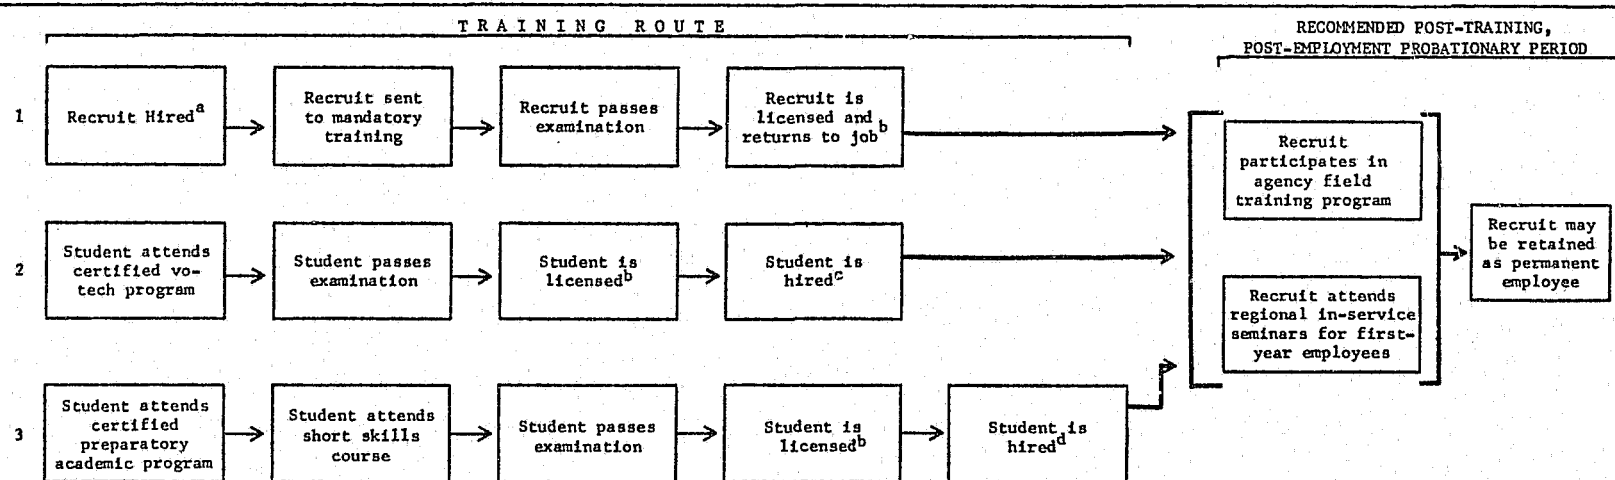 TRAINING ROUTE
RECOMMENDED POST-TRAINING,
POST-EMPLOYMENT PROBATIONARY PERIOD
1
Recruit Hired^a
Recruit sent
to mandatory
training
Recruit passes
examination
Recruit is
licensed and
returns to job^b
Recruit
participates in
agency field
training program
2
Student attends
certified vo-
tech program
Student passes
examination
Student is
licensed^b
Student is
hired^c
Recruit attends
regional in-service
seminars for first-
year employees
Recruit may
be retained
as permanent
employee
3
Student attends
certified
preparatory
academic program
Student attends
short skills
course
Student passes
examination
Student is
licensed^b
Student is
hired^d